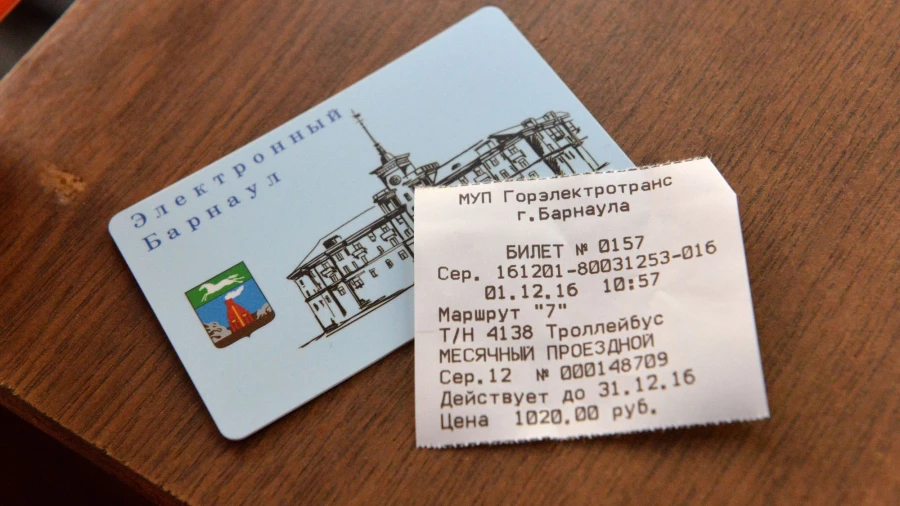 Электронный
Барнаул
МУП Горэлектротранс
г.Барнаула
БИЛЕТ № 0157
Сер. 161201-80031253-016
01.12.16 10:57
Маршрут "7"
Т/Н 4138 Троллейбус
МЕСЯЧНЫЙ ПРОЕЗДНОЙ
Сер.12 № 000148709
Действует до 31.12.16
Цена 1020.00 руб.